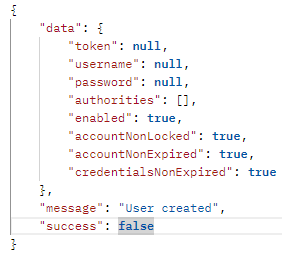 {
    "data": {
        "token": null,
        "username": null,
        "password": null,
        "authorities": [],
        "enabled": true,
        "accountNonLocked": true,
        "accountNonExpired": true,
        "credentialsNonExpired": true
    },
    "message": "User created",
    "success": false
}